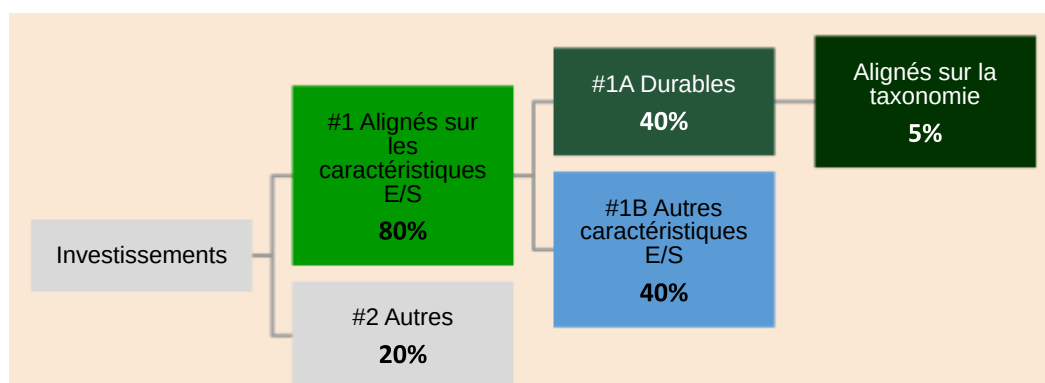 Investissements
#1 Alignés sur
les
caractéristiques
E/S
80%
#2 Autres
20%
#1A Durables
40%
#1B Autres
caractéristiques
E/S
40%
Alignés sur la
taxonomie
5%